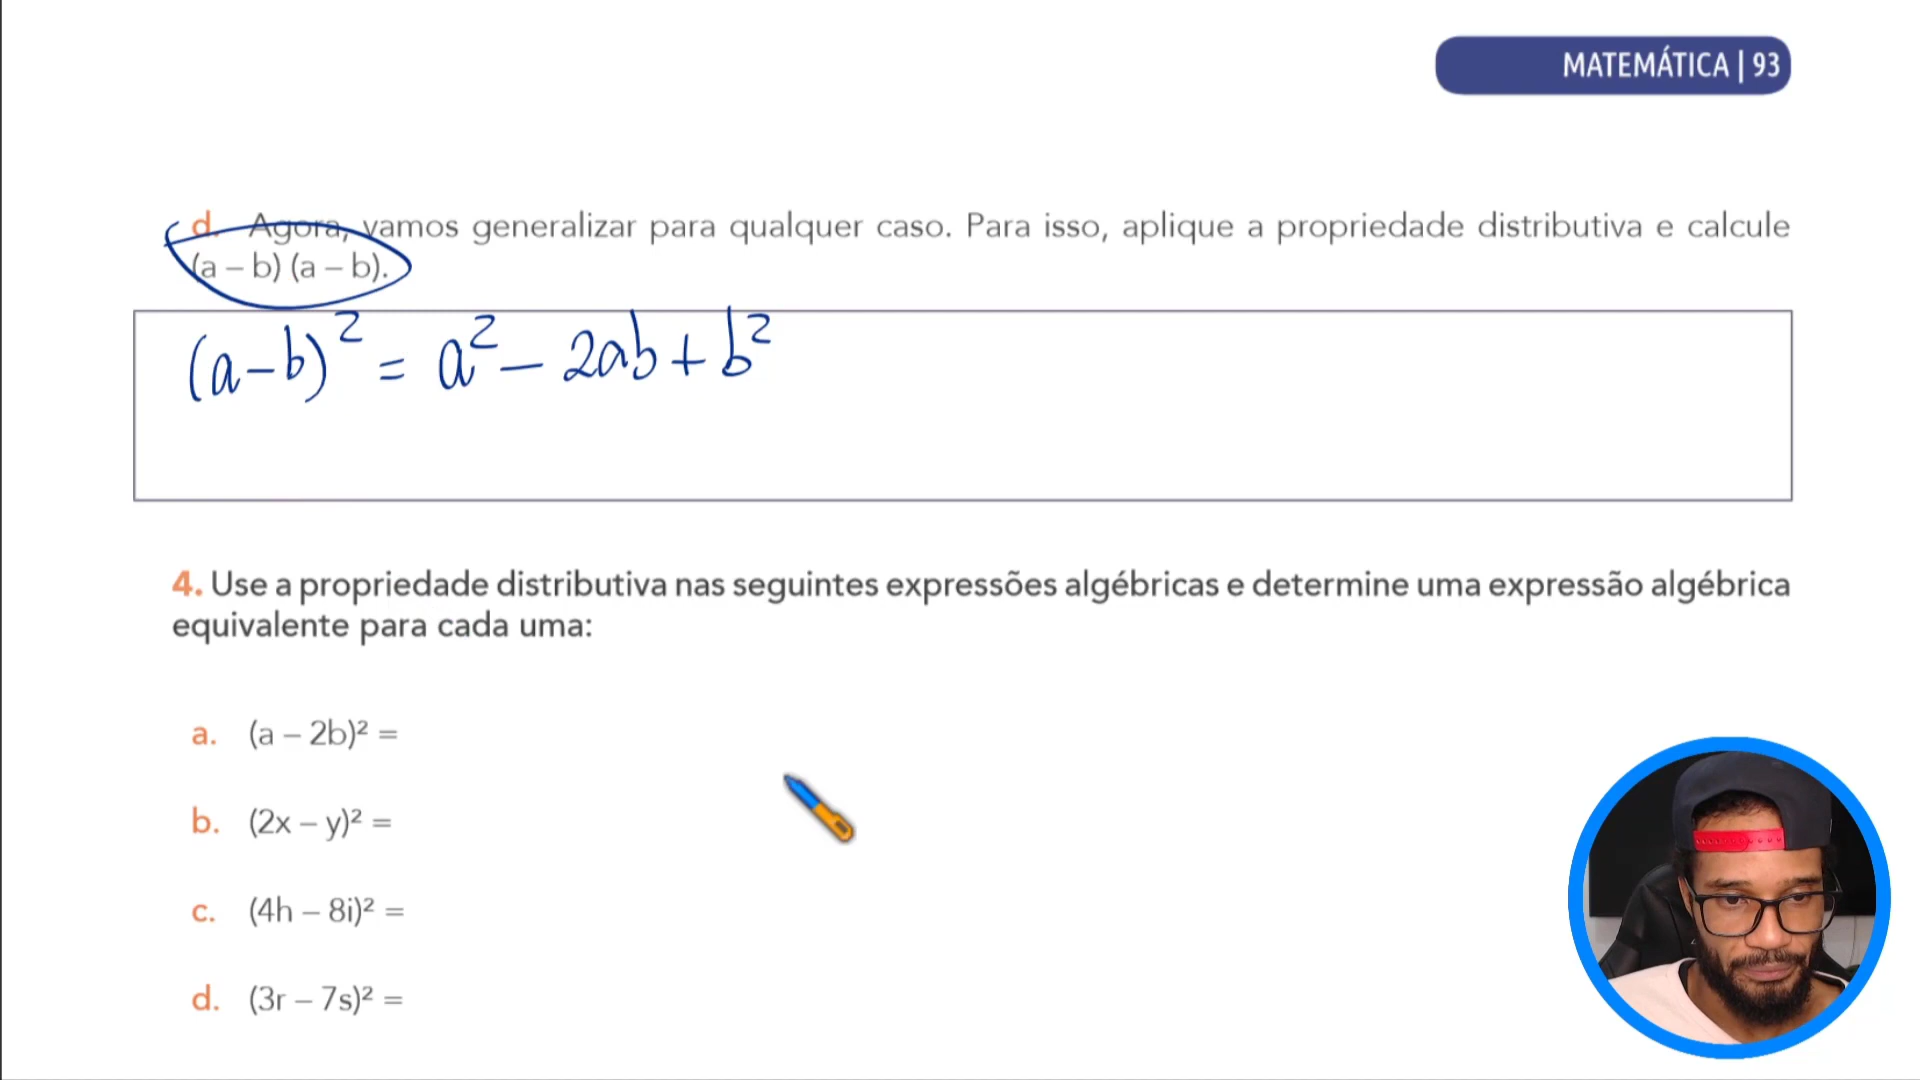 MATEMÁTICA | 93
d. Agora, vamos generalizar para qualquer caso. Para isso, aplique a propriedade distributiva e calcule
(a – b) (a – b).
(a-b)² = a² - 2ab + b²
4. Use a propriedade distributiva nas seguintes expressões algébricas e determine uma expressão algébrica
equivalente para cada uma:
a. (a – 2b)² =
b. (2x – y)² =
c. (4h – 8i)² =
d. (3r – 7s)² =